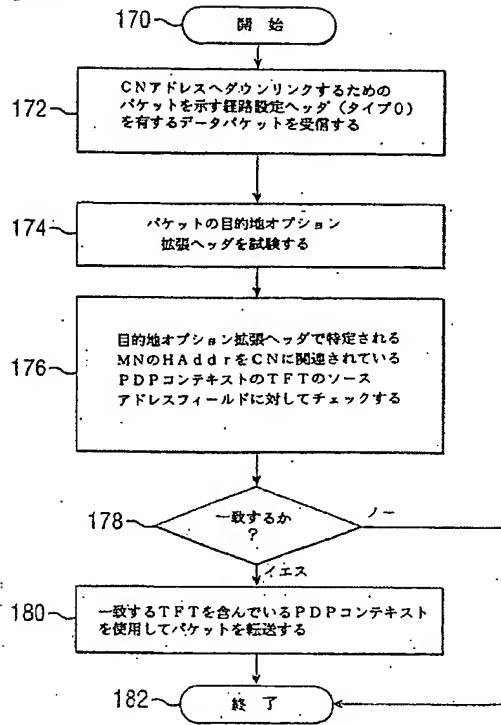 170
開 始
172
CNアドレスへダウンリンクするための
パケットを示す経路設定ヘッダ（タイプ0）
を有するデータパケットを受信する
174
パケットの目的地オプション
拡張ヘッダを試験する
176
目的地オプション拡張ヘッダで特定される
MNのHAddrをCNに関連されている
PDPコンテキストのTFTのソース
アドレスフィールドに対してチェックする
178
一致するか
?
ノー
イエス
180
一致するTFTを含んでいるPDPコンテキスト
を使用してパケットを転送する
182
終 了